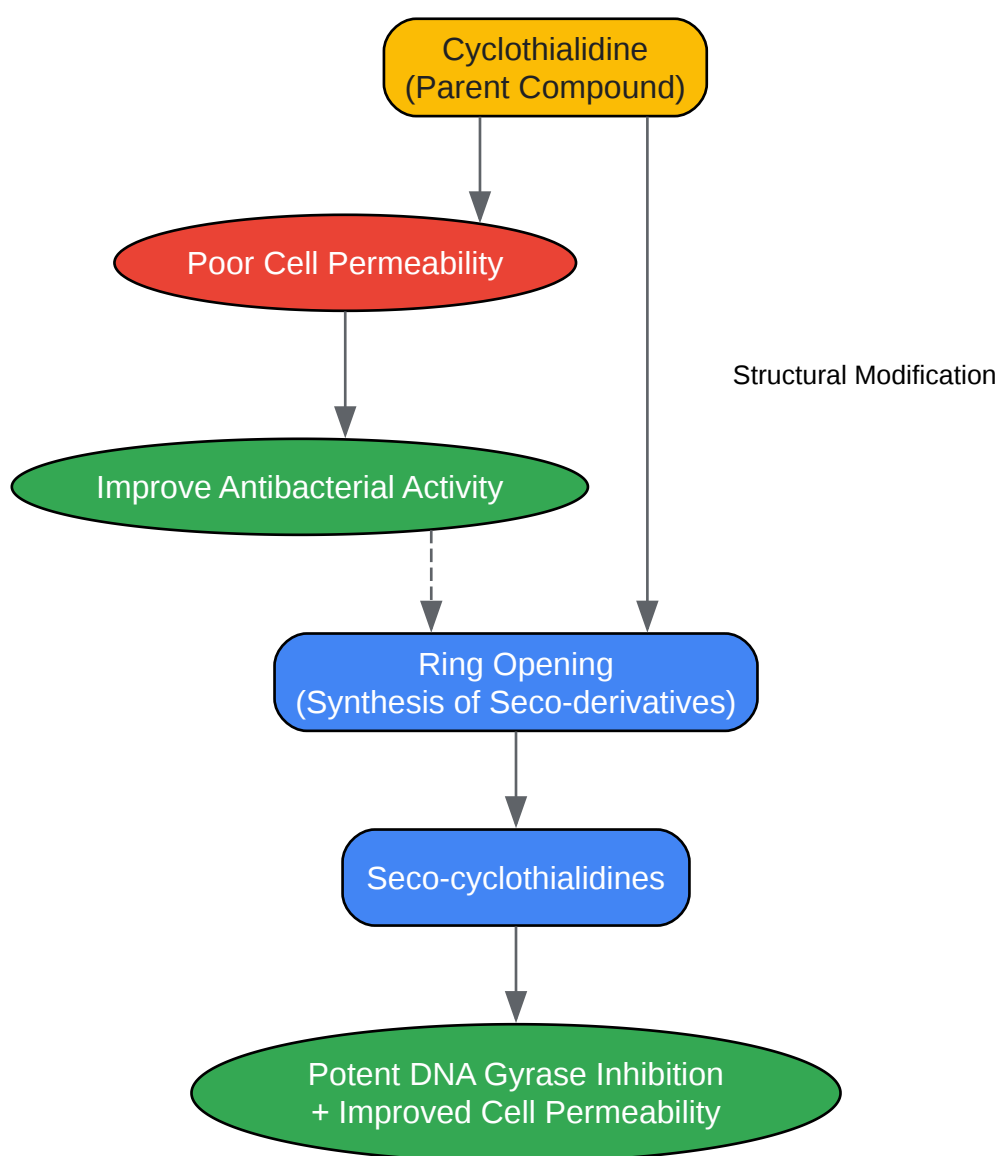 Cyclothialidine
(Parent Compound)
Poor Cell Permeability
Structural Modification
Improve Antibacterial Activity
Ring Opening
(Synthesis of Seco-derivatives)
Seco-cyclothialidines
Potent DNA Gyrase Inhibition
+ Improved Cell Permeability